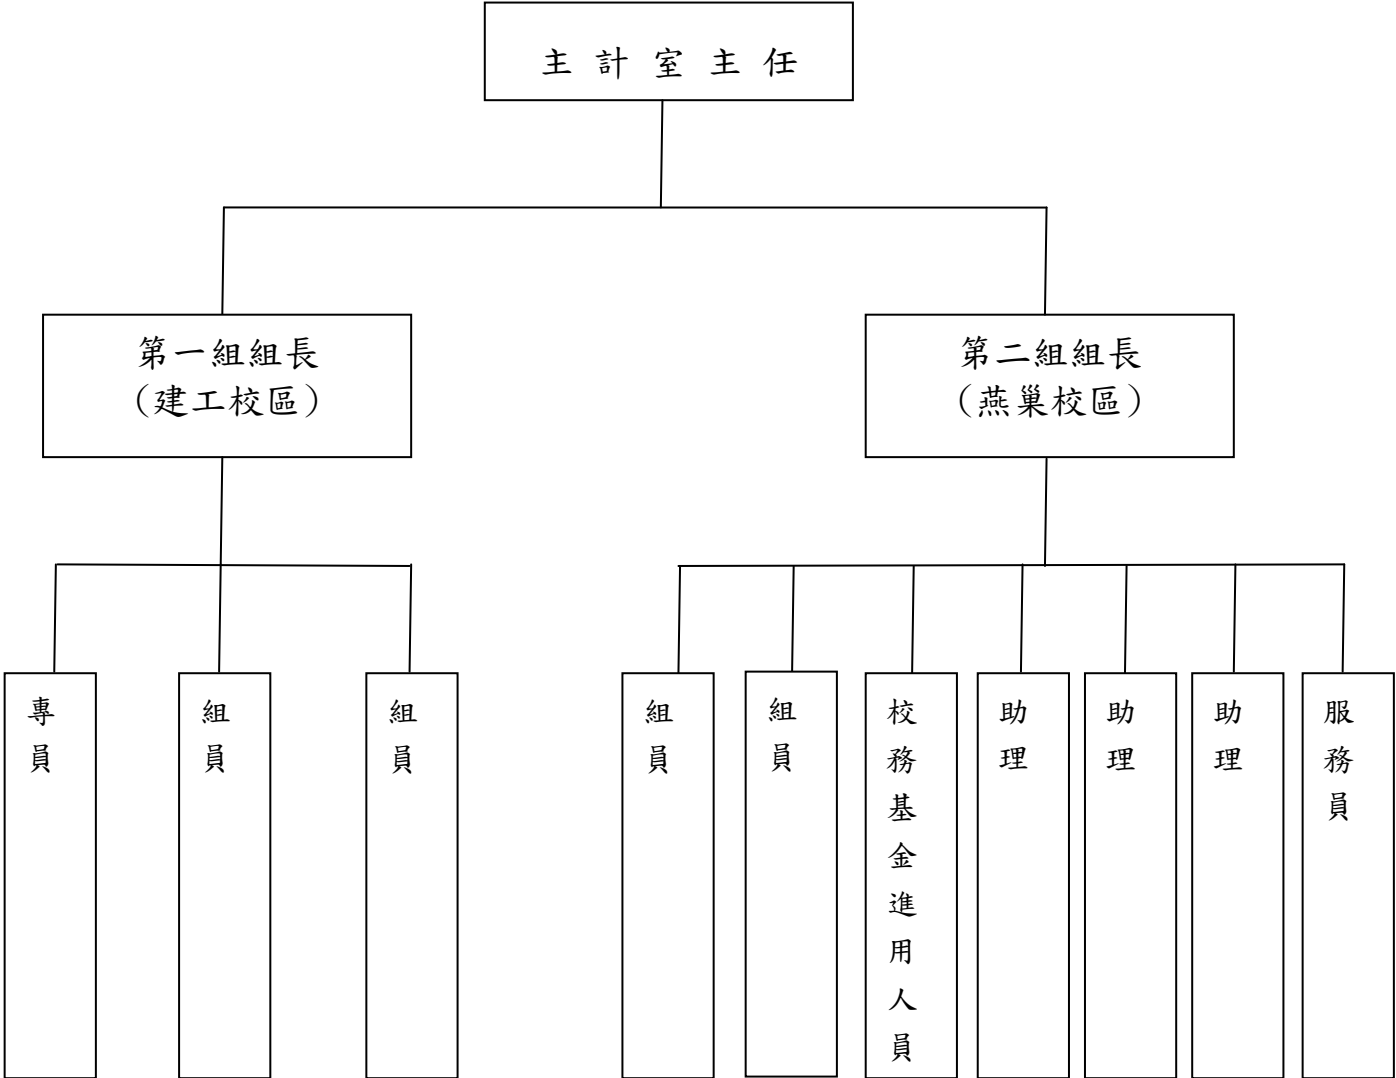 主計室主任
第一組組長
（建工校區）
第二組組長
（燕巢校區）
專員
組員
組員
組員
組員
校務基金進用人員
助理
助理
助理
服務員